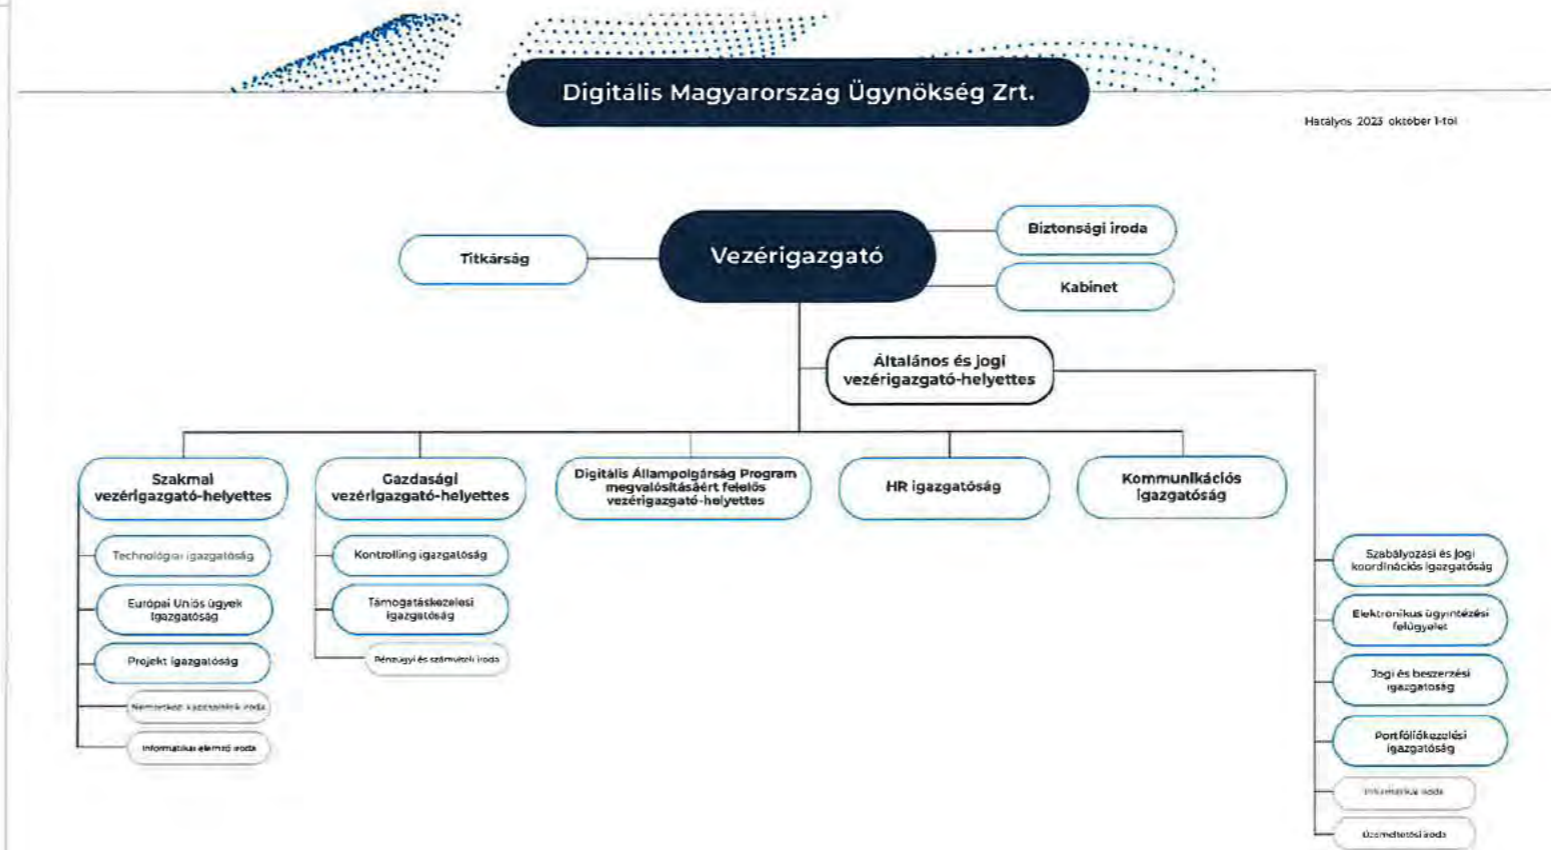 Digitális Magyarország Ügynökség Zrt.
Hatályos 2023 október 1-től
Titkárság
Vezérigazgató
Biztonsági iroda
Kabinet
Általános és jogi
vezérigazgató-helyettes
Szakmai
vezérigazgató-helyettes
Gazdasági
vezérigazgató-helyettes
Digitális Állampolgárság Program
megvalósításáért felelős
vezérigazgató-helyettes
HR igazgatóság
Kommunikációs
igazgatóság
Technológiai igazgatóság
Európai Uniós ügyek
igazgatóság
Projekt igazgatóság
Nemzetközi kapcsolatok iroda
Informatikai elemző iroda
Kontrolling igazgatóság
Támogatáskezelési
igazgatóság
Pénzügyi és számviteli iroda
Szabályozási és jogi
koordinációs igazgatóság
Elektronikus ügyintézési
felügyelet
Jogi és beszerzési
igazgatóság
Portfóliókezelési
igazgatóság
Informatikai iroda
Üzemeltetési iroda